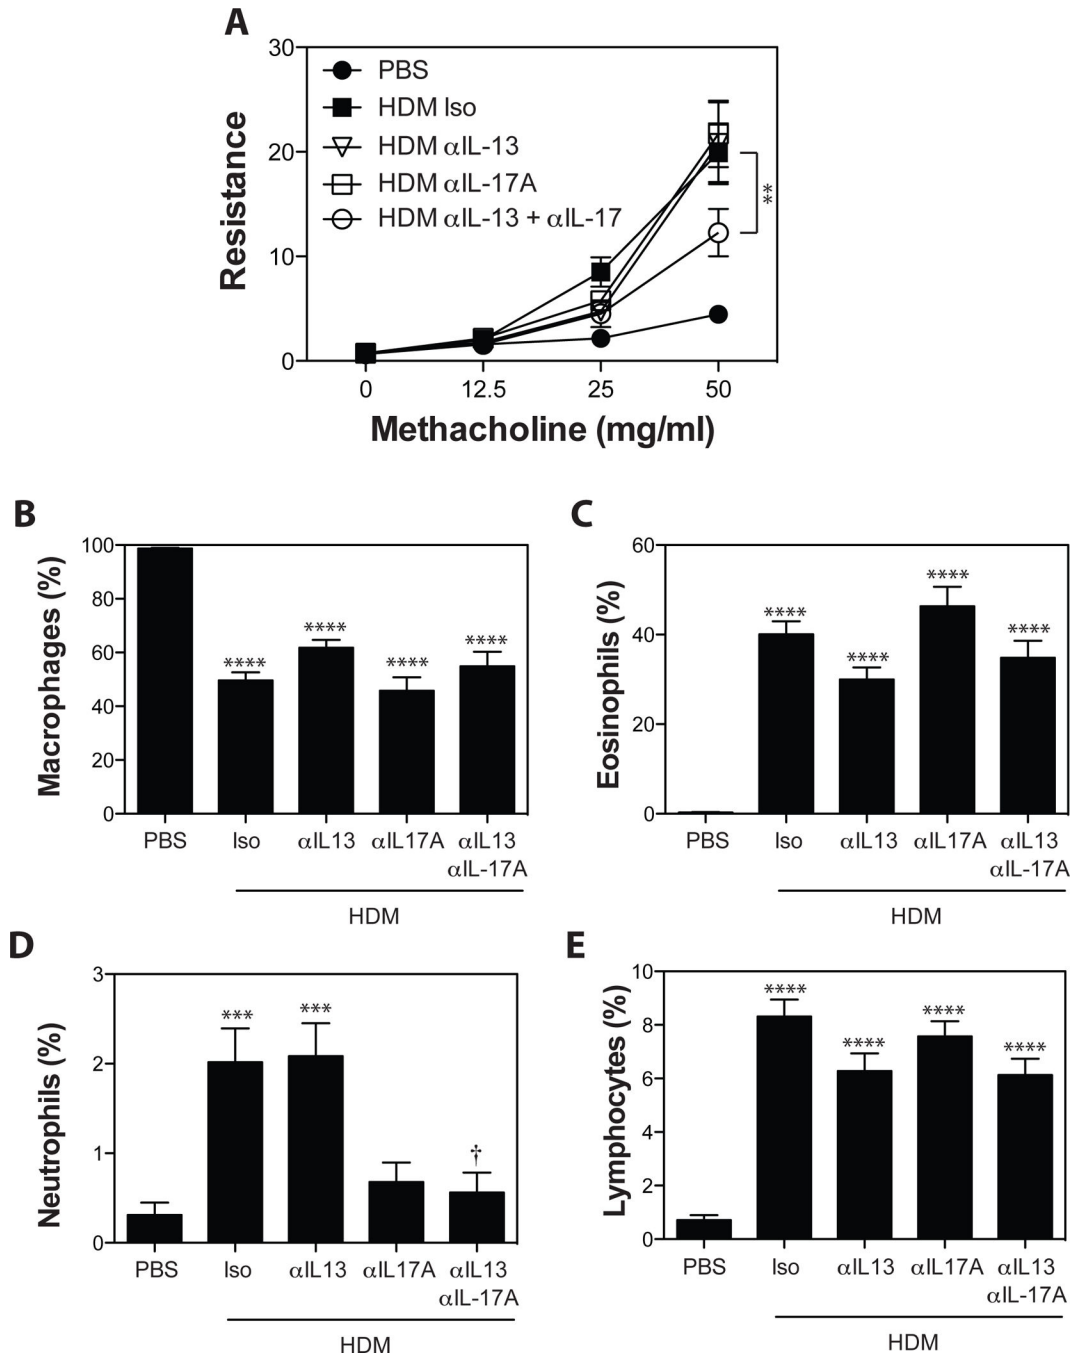 A
30
20
10
0
Resistance
PBS
HDM Iso
HDM αIL-13
HDM αIL-17A
HDM αIL-13 + αIL-17
**
0 12.5 25 50
Methacholine (mg/ml)
B
Macrophages (%)
100
80
60
40
20
0
**** **** **** ****
PBS Iso αIL13 αIL17A αIL13
αIL-17A
HDM
C
Eosinophils (%)
60
40
20
0
**** **** **** ****
PBS Iso αIL13 αIL17A αIL13
αIL-17A
HDM
D
Neutrophils (%)
3
2
1
0
*** *** †
PBS Iso αIL13 αIL17A αIL13
αIL-17A
HDM
E
Lymphocytes (%)
10
8
6
4
2
0
**** **** **** ****
PBS Iso αIL13 αIL17A αIL13
αIL-17A
HDM